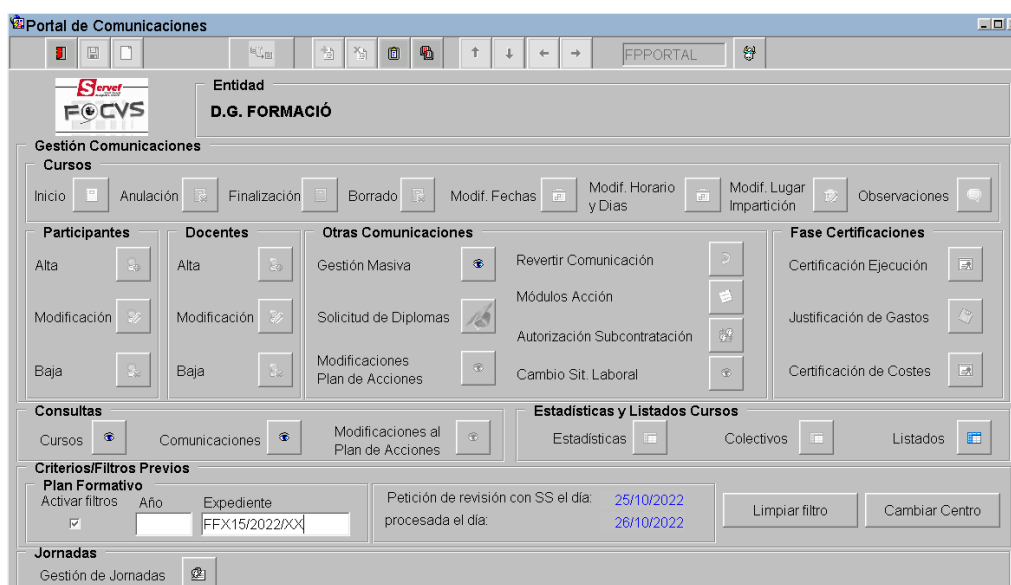 Portal de Comunicaciones
FPPORTAL
Servef
FOCVS
Entidad
D.G. FORMACIÓ
Gestión Comunicaciones
Cursos
Inicio Anulación Finalización Borrado Modif. Fechas Modif. Horario y Dias Modif. Lugar Impartición Observaciones
Participantes Docentes Otras Comunicaciones Fase Certificaciones
Alta Alta Gestión Masiva Revertir Comunicación Certificación Ejecución
Módulos Acción
Modificación Modificación Solicitud de Diplomas Justificación de Gastos
Autorización Subcontratación
Baja Baja Modificaciones Plan de Acciones Cambio Sit. Laboral Certificación de Costes
Consultas Estadísticas y Listados Cursos
Cursos Comunicaciones Modificaciones al Plan de Acciones Estadísticas Colectivos Listados
Criterios/Filtros Previos
Plan Formativo
Activar filtros Año Expediente
FFX15/2022/XX
Petición de revisión con SS el día: 25/10/2022
procesada el día: 26/10/2022
Limpiar filtro Cambiar Centro
Jornadas
Gestión de Jornadas